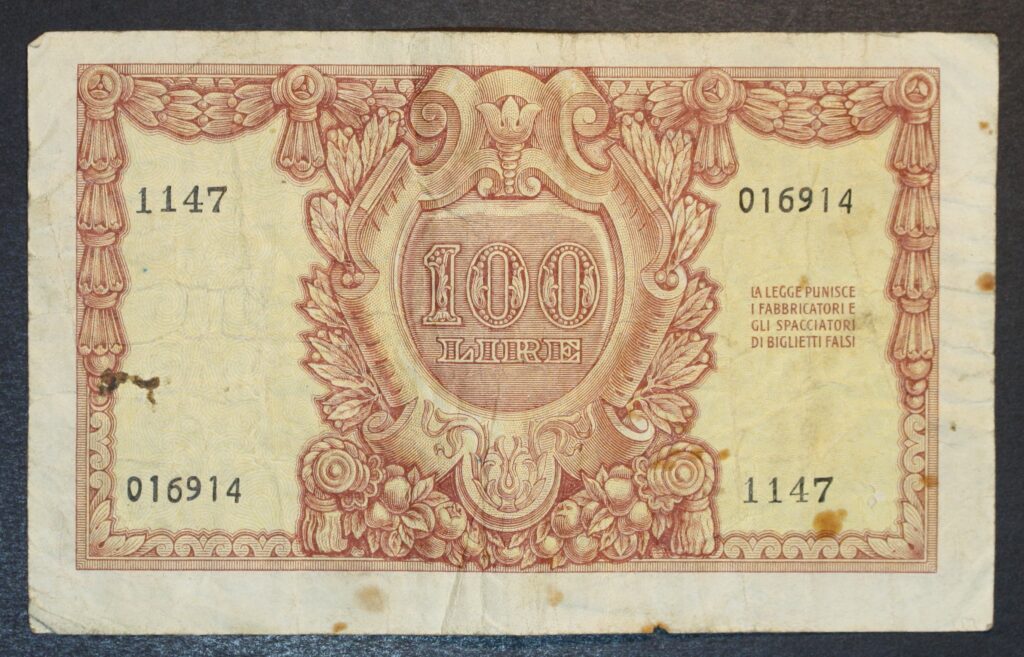 1147
016914
100
LIRE
LA LEGGE PUNISCE
I FABBRICATORI E
GLI SPACCIATORI
DI BIGLIETTI FALSI
016914
1147